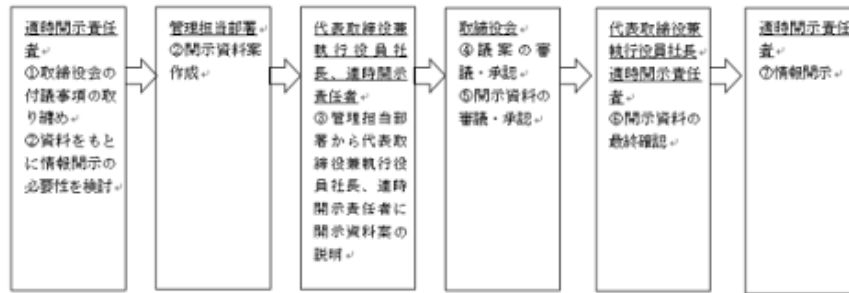 適時開示責任
者
①取締役会の
付議事項の取
り纏め
②資料をもと
に情報開示の
必要性を検討
管理担当部署
②開示資料案
作成
代表取締役兼
執行役員社
長、適時開示
責任者
③管理担当部
署から代表取
締役兼執行役
員社長、適時
開示責任者に
開示資料案の
説明
取締役会
④議案の審
議・承認
⑤開示資料の
審議・承認
代表取締役兼
執行役員社長
適時開示責任
者
⑥開示資料の
最終確認
適時開示責任
者
⑦情報開示